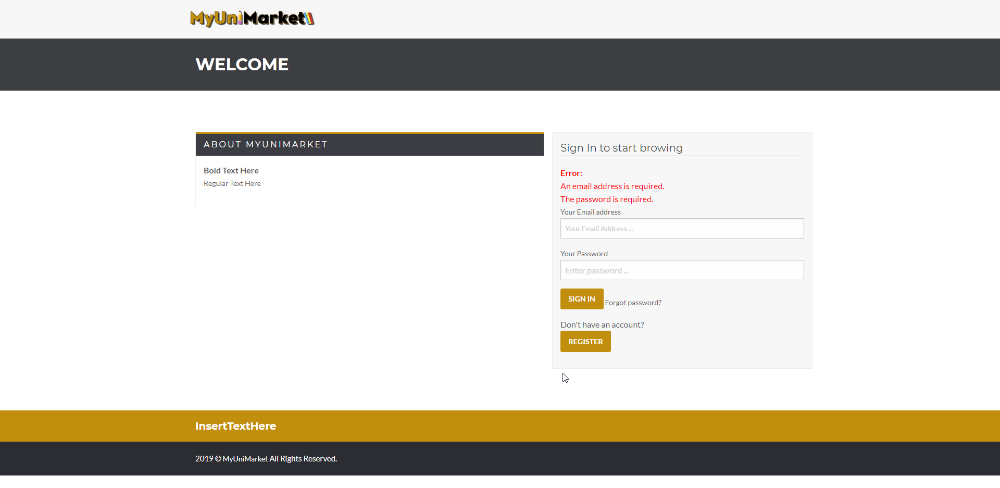 MyUniMarket
WELCOME
ABOUT MYUNIMARKET
Bold Text Here
Regular Text Here
Sign In to start browing
Error:
An email address is required.
The password is required.
Your Email address
Your Email Address ...
Your Password
Enter password ...
SIGN IN Forgot password?
Don't have an account?
REGISTER
InsertTextHere
2019 © MyUniMarket All Rights Reserved.